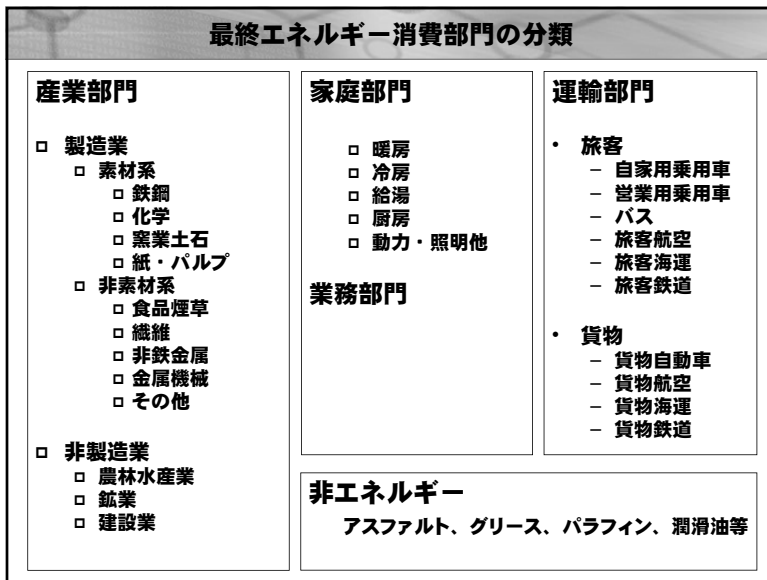 最終エネルギー消費部門の分類
産業部門
製造業
素材系
鉄鋼
化学
窯業土石
紙・パルプ
非素材系
食品煙草
繊維
非鉄金属
金属機械
その他
非製造業
農林水産業
鉱業
建設業
家庭部門
暖房
冷房
給湯
厨房
動力・照明他
業務部門
運輸部門
・ 旅客
– 自家用乗用車
– 営業用乗用車
– バス
– 旅客航空
– 旅客海運
– 旅客鉄道
・ 貨物
– 貨物自動車
– 貨物航空
– 貨物海運
– 貨物鉄道
非エネルギー
アスファルト、グリース、パラフィン、潤滑油等